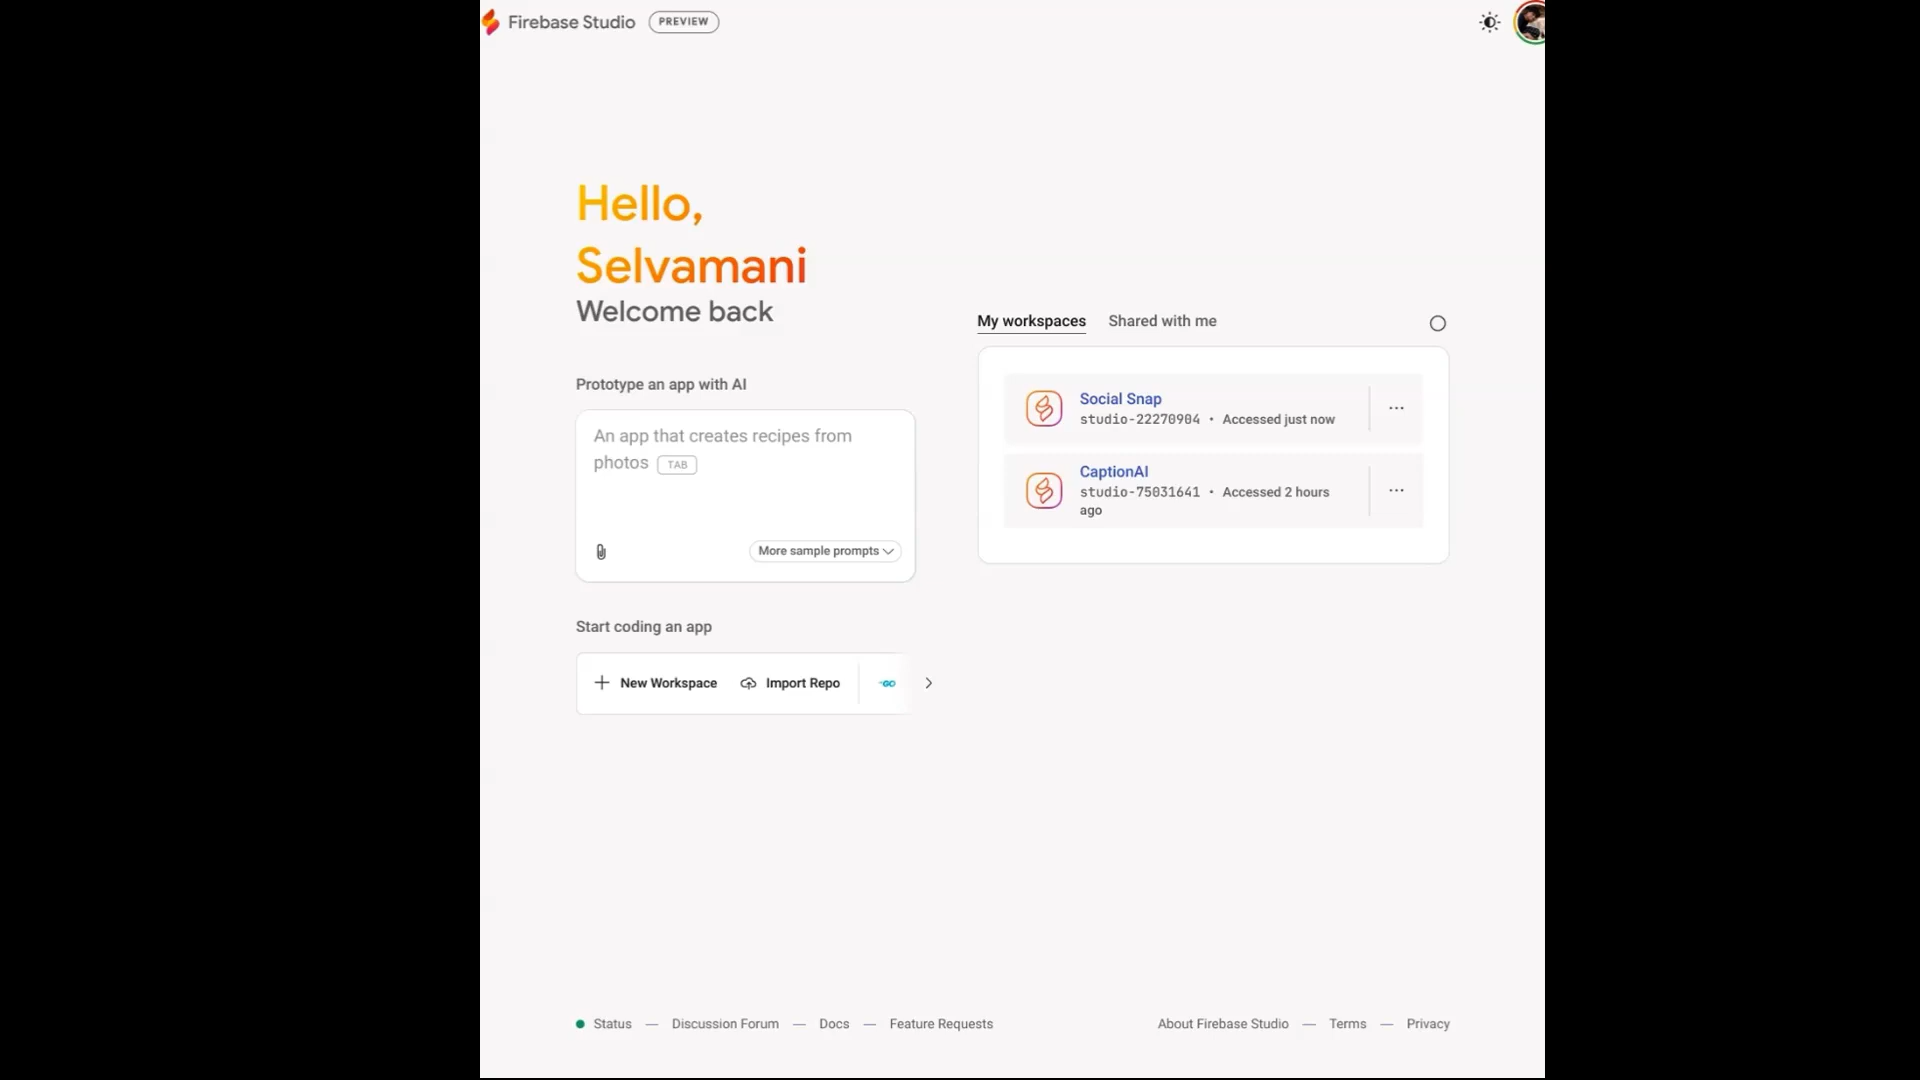 Firebase Studio PREVIEW
Hello,
Selvamani
Welcome back
Prototype an app with AI
An app that creates recipes from
photos TAB
More sample prompts
Start coding an app
New Workspace Import Repo GO
My workspaces Shared with me
Social Snap
studio-22270904 • Accessed just now
CaptionAI
studio-75031641 • Accessed 2 hours
ago
Status — Discussion Forum — Docs — Feature Requests
About Firebase Studio — Terms — Privacy